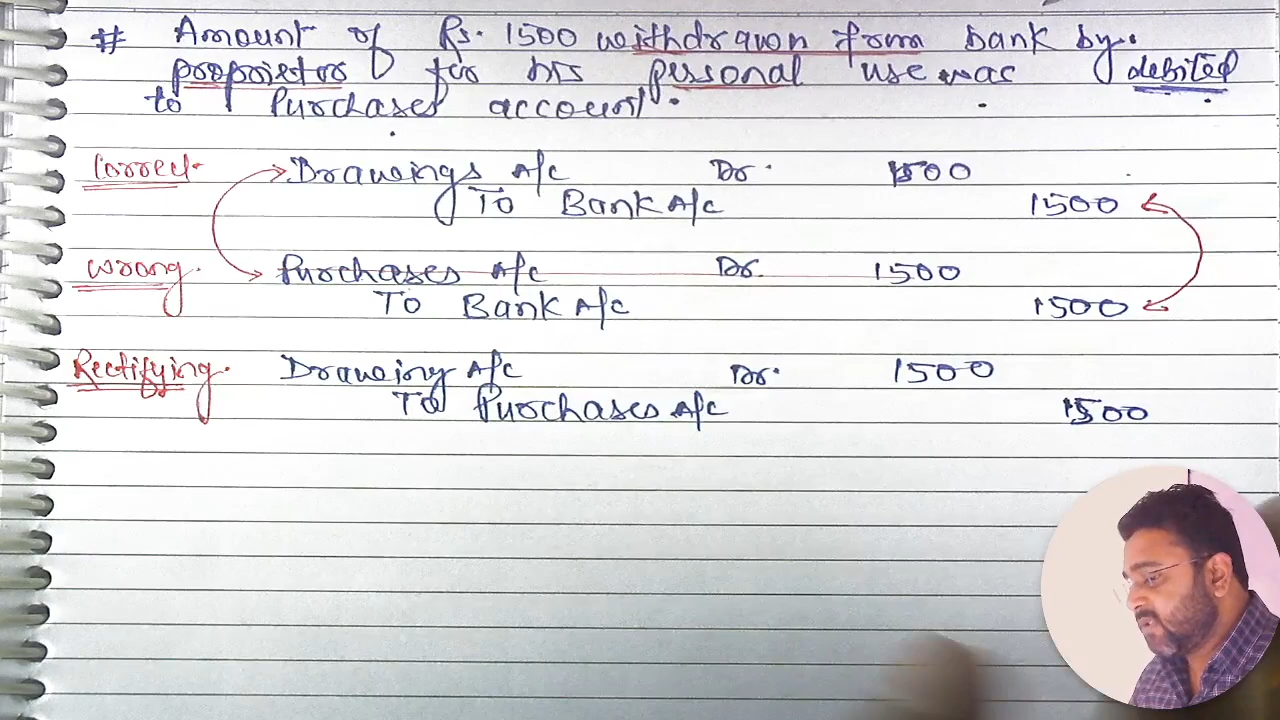 # Amount of Rs. 1500 withdrawn from bank by
proprietor for his personal use was debited
to Purchases account.
Correct. Drawings A/c Dr. 1500
To Bank A/c 1500
Wrong. Purchases A/c Dr. 1500
To Bank A/c 1500
Rectifying. Drawing A/c Dr. 1500
To Purchases A/c 1500